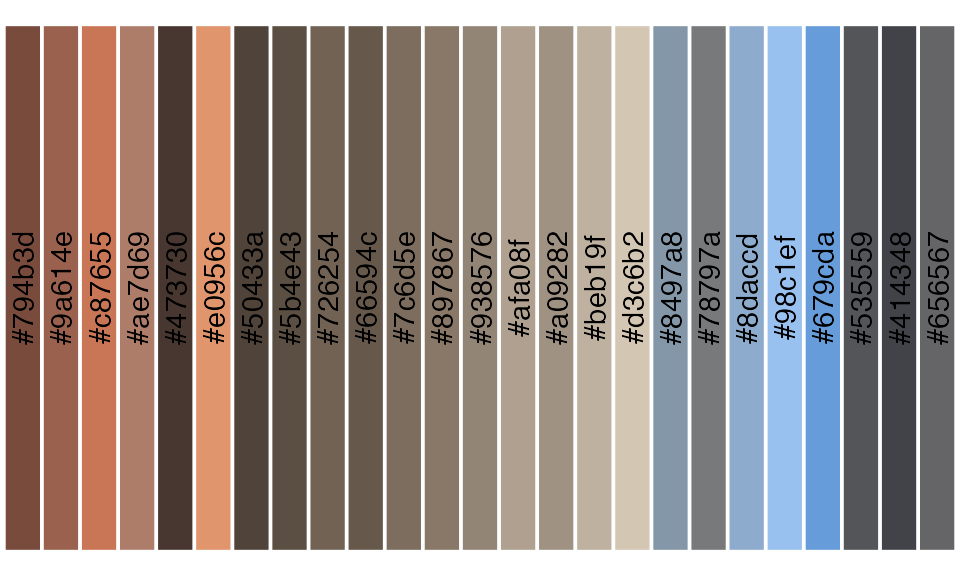 #794b3d
#9a614e
#c87655
#ae7d69
#473730
#e0956c
#50433a
#5b4e43
#726254
#66594c
#7c6d5e
#897867
#938576
#afa08f
#a09282
#beb19f
#d3c6b2
#8497a8
#78797a
#8daccd
#98c1ef
#679cda
#535559
#414348
#656567